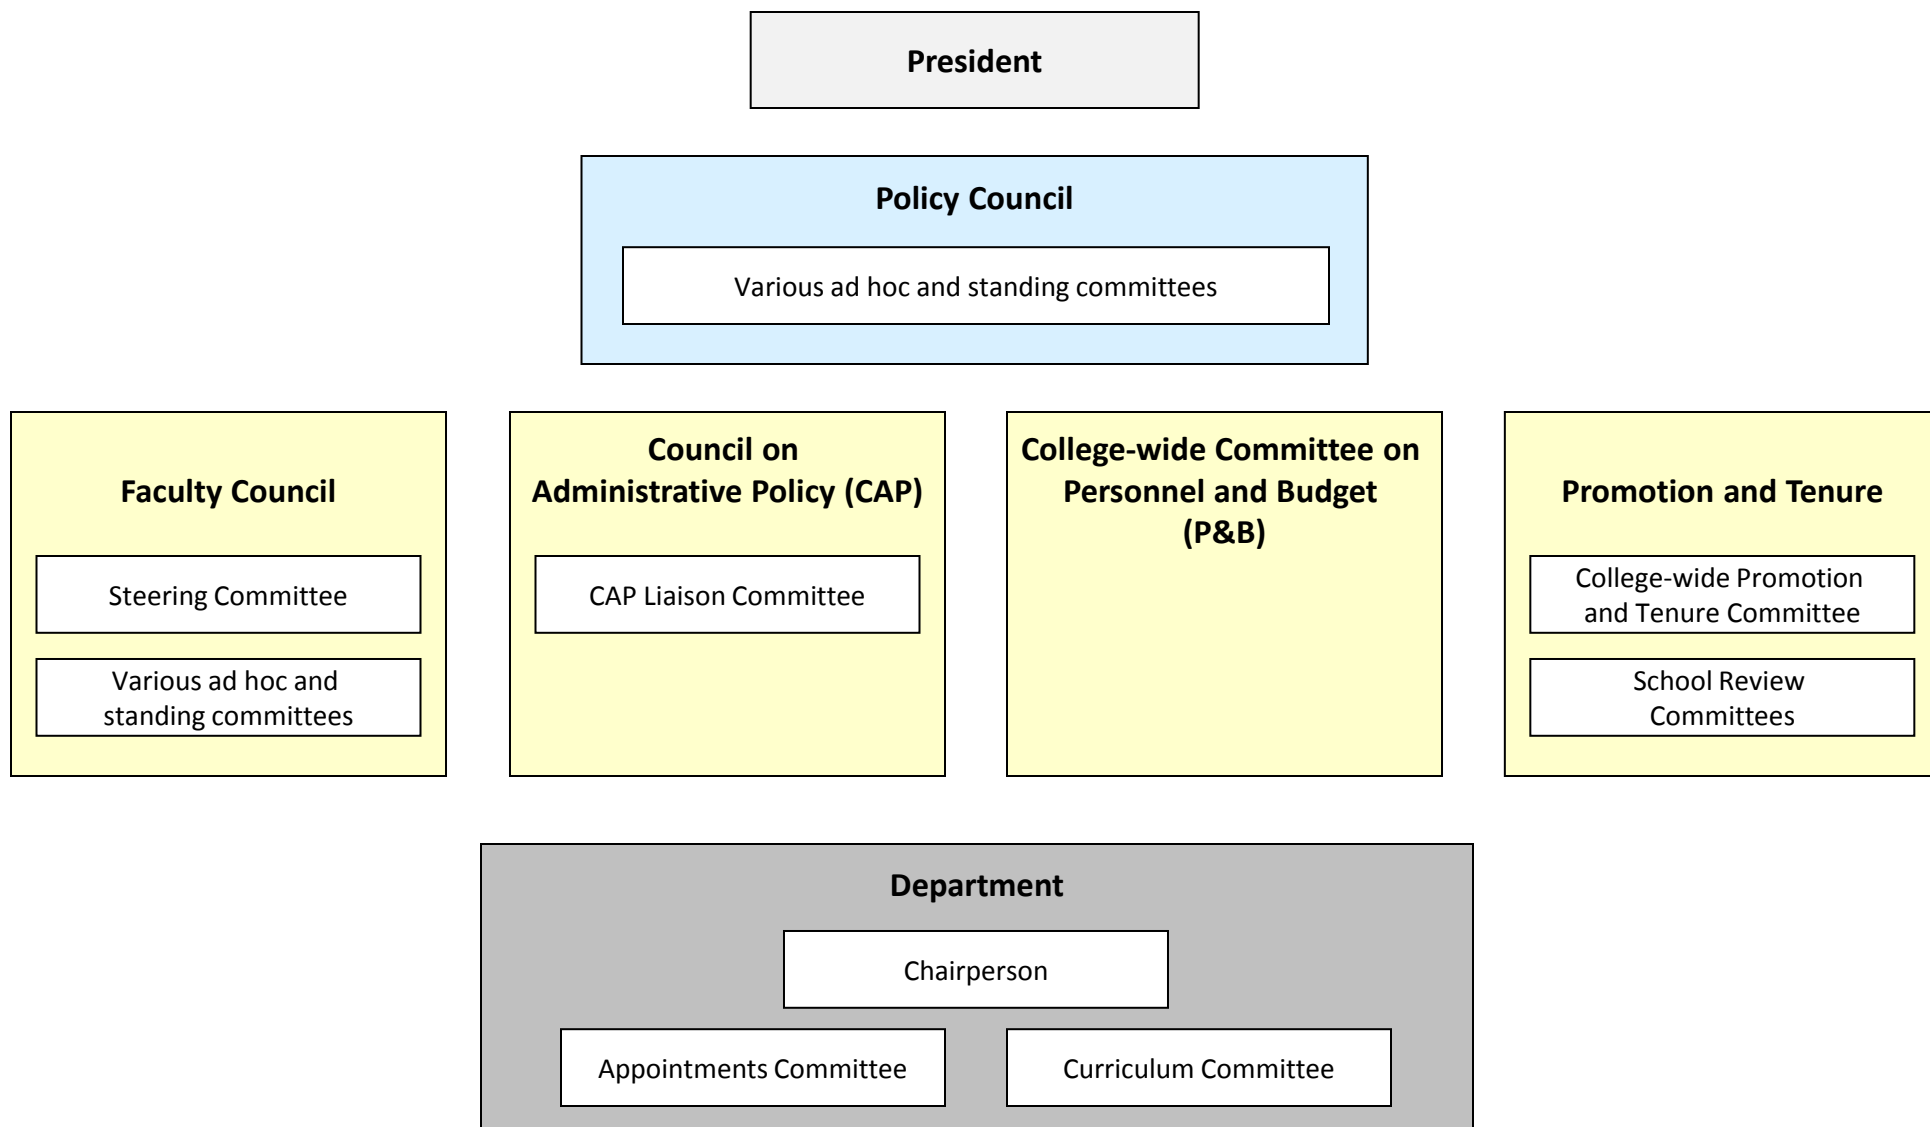 President
Policy Council
Various ad hoc and standing committees
Faculty Council
Steering Committee
Various ad hoc and
standing committees
Council on
Administrative Policy (CAP)
CAP Liaison Committee
College-wide Committee on
Personnel and Budget
(P&B)
Promotion and Tenure
College-wide Promotion
and Tenure Committee
School Review
Committees
Department
Chairperson
Appointments Committee
Curriculum Committee